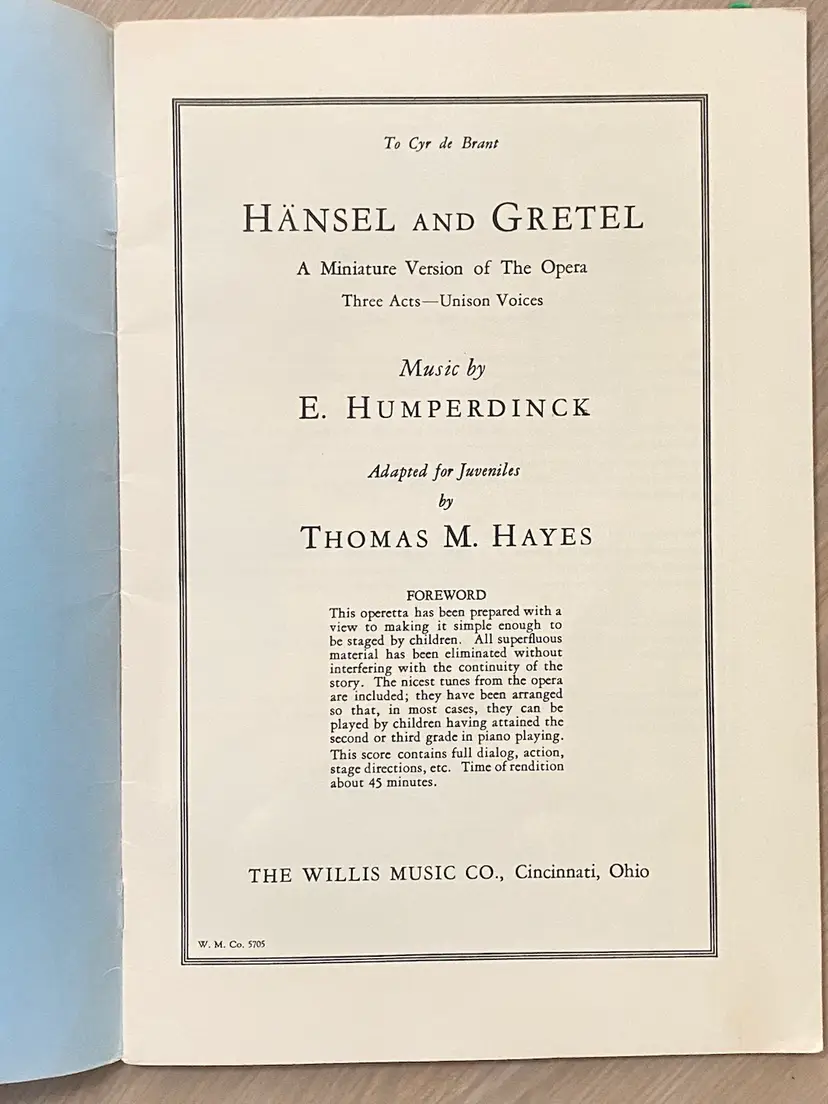 To Cyr de Brant
HÄNSEL AND GRETEL
A Miniature Version of The Opera
Three Acts—Unison Voices
Music by
E. HUMPERDINCK
Adapted for Juveniles
by
THOMAS M. HAYES
FOREWORD
This operetta has been prepared with a
view to making it simple enough to
be staged by children. All superfluous
material has been eliminated without
interfering with the continuity of the
story. The nicest tunes from the opera
are included; they have been arranged
so that, in most cases, they can be
played by children having attained the
second or third grade in piano playing.
This score contains full dialog, action,
stage directions, etc. Time of rendition
about 45 minutes.
THE WILLIS MUSIC CO., Cincinnati, Ohio
W. M. Co. 5705